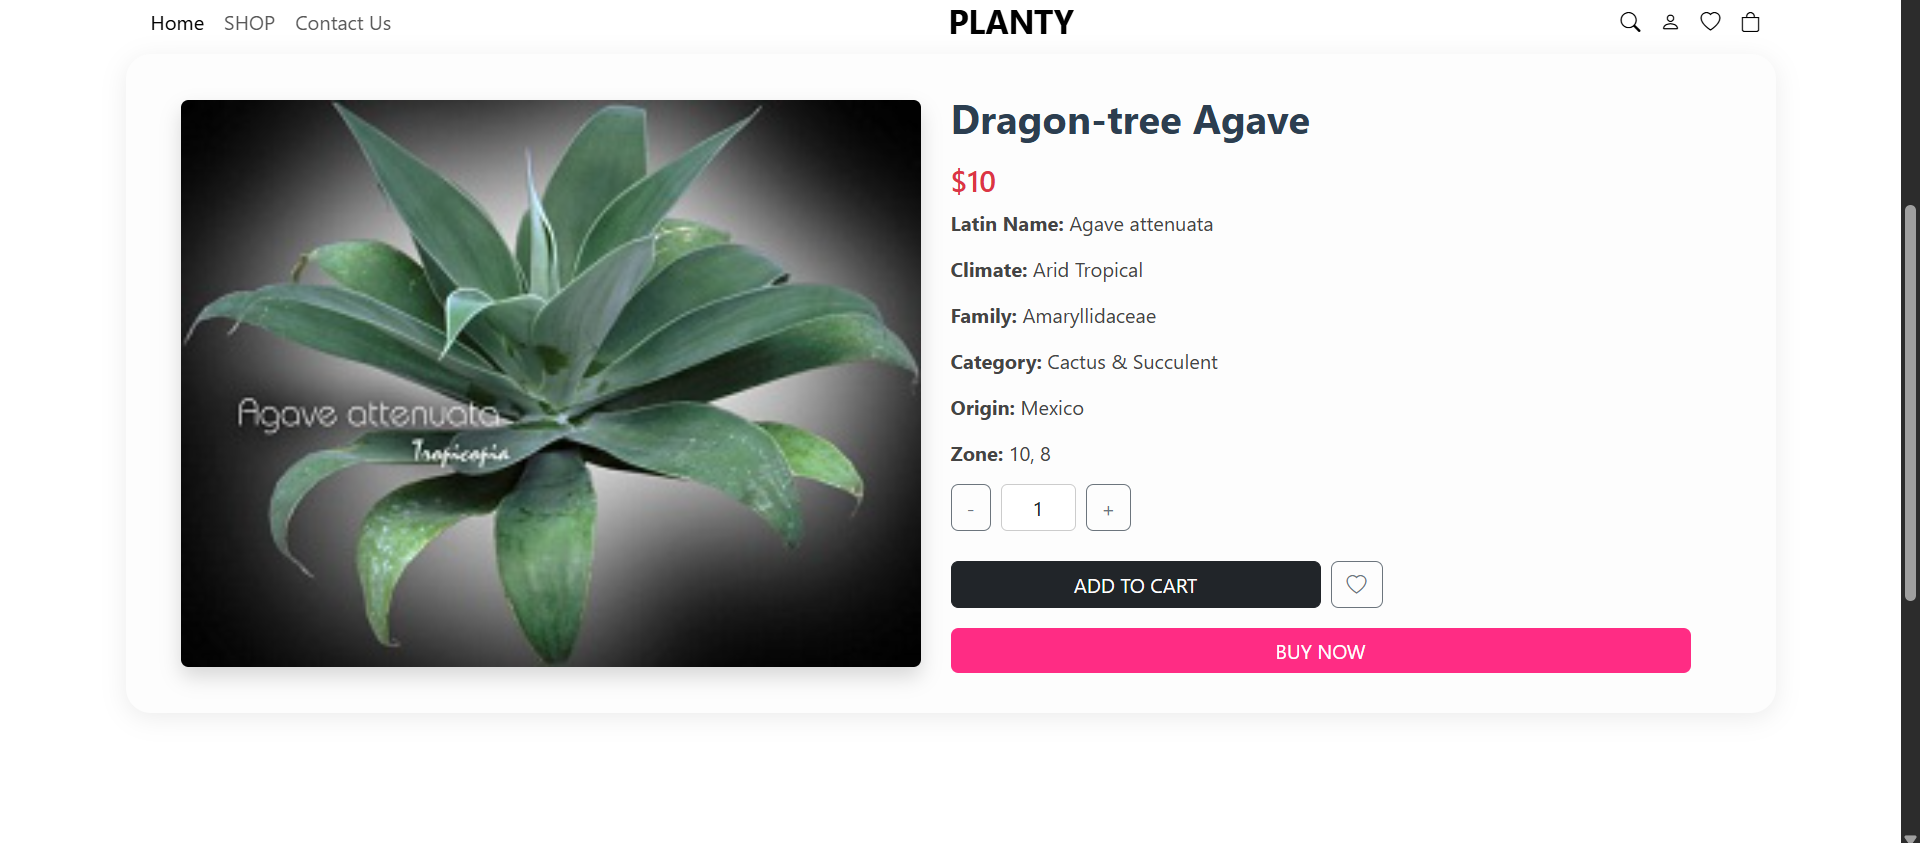 Home SHOP Contact Us PLANTY
Agave attenuata
Tropicopia
Dragon-tree Agave
$10
Latin Name: Agave attenuata
Climate: Arid Tropical
Family: Amaryllidaceae
Category: Cactus & Succulent
Origin: Mexico
Zone: 10, 8
- 1 +
ADD TO CART
BUY NOW